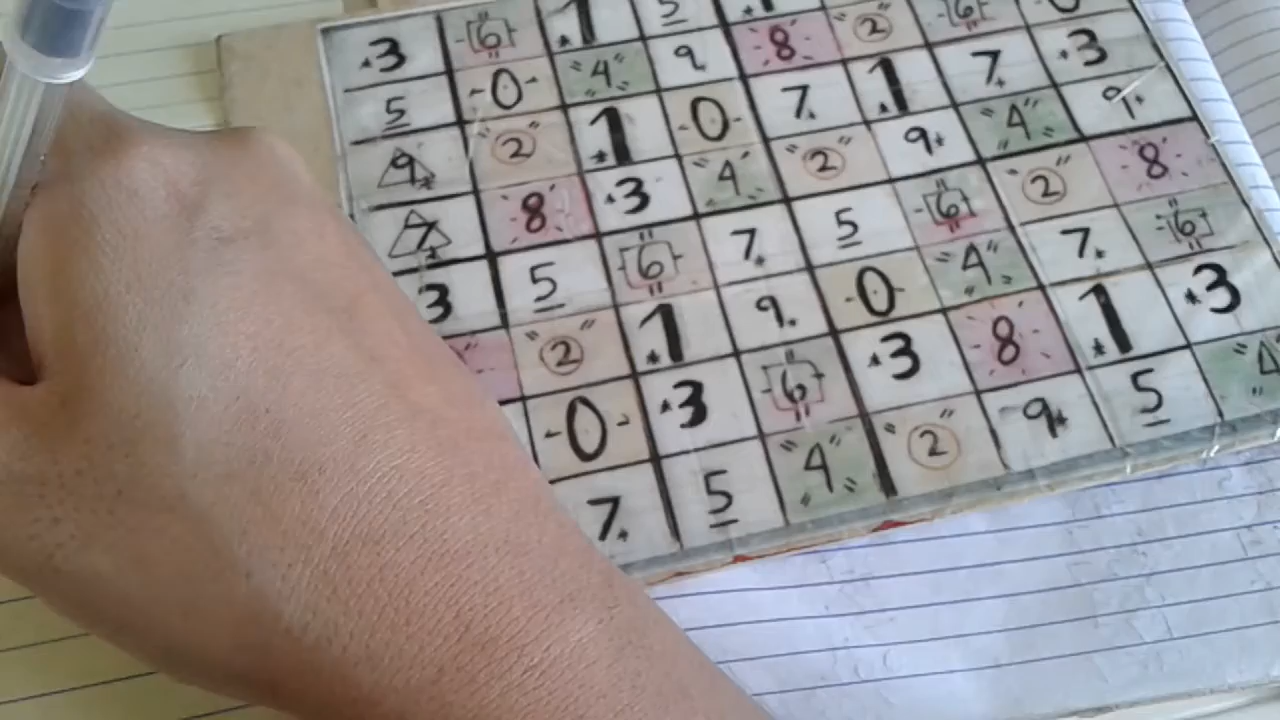 3 6 1 5
5 0 4 9 8 2 6
9 2 1 0 7 1 7 3
7 8 3 4 2 9 4 9
3 5 6 7 5 6 2 8
2 1 9 0 4 7 6
0 3 6 3 8 1 3
7 5 4 2 9 5 4